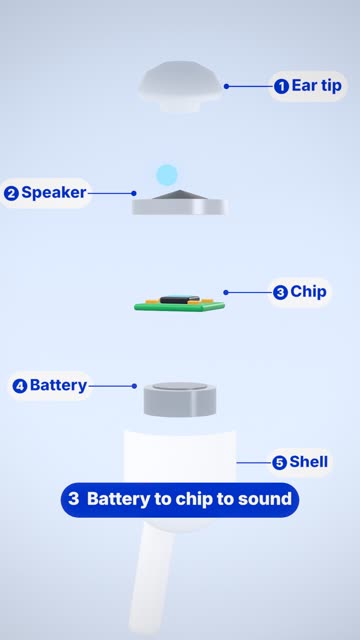 1 Ear tip
2 Speaker
3 Chip
4 Battery
5 Shell
3 Battery to chip to sound